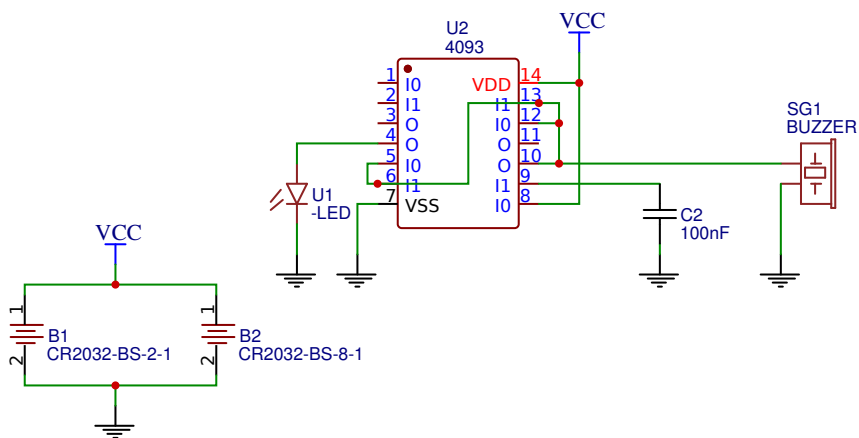 VCC
U2
4093
1 I0
2 I1
3 O
4 O
5 I0
6 I1
7 VSS
VDD 14
I1 13
I0 12
O 11
O 10
I1 9
I0 8
SG1
BUZZER
U1
-LED
C2
100nF
VCC
1
2
B1
CR2032-BS-2-1
1
2
B2
CR2032-BS-8-1